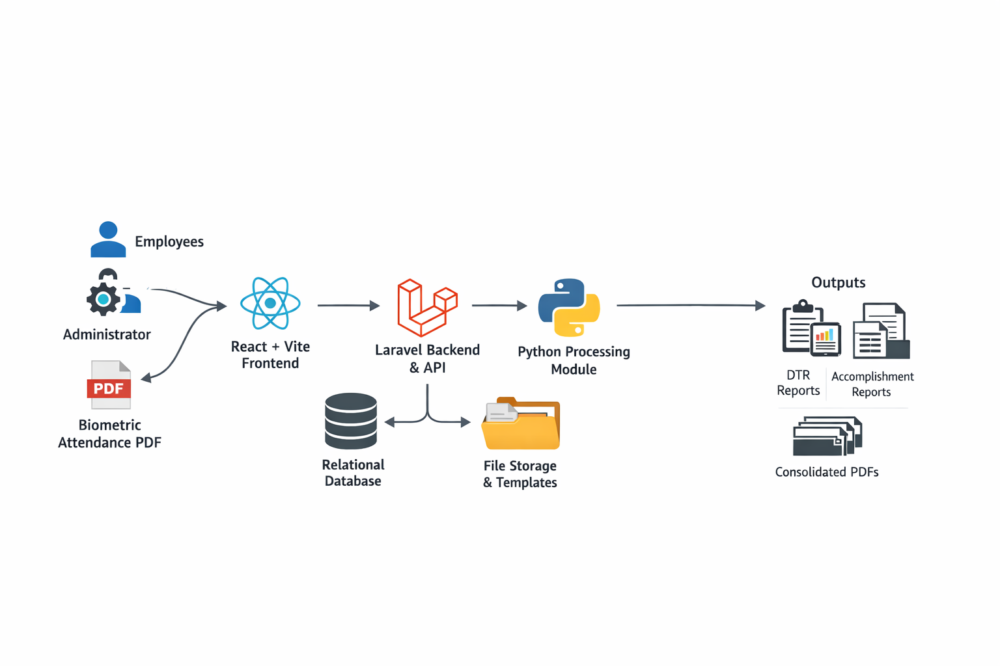 Employees
Administrator
PDF
Biometric
Attendance PDF
React + Vite
Frontend
Laravel Backend
& API
Python Processing
Module
Relational
Database
File Storage
& Templates
Outputs
DTR
Reports
Accomplishment
Reports
Consolidated PDFs